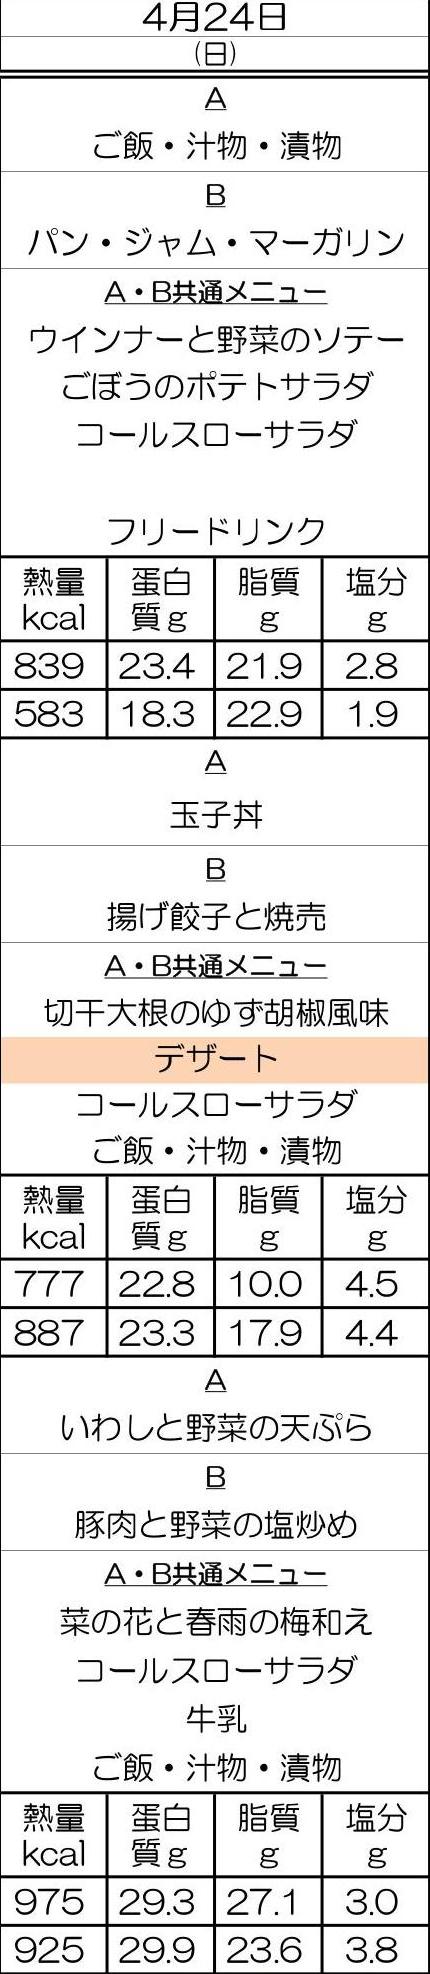 4月24日
(日)
A
ご飯・汁物・漬物
B
パン・ジャム・マーガリン
A・B共通メニュー
ウインナーと野菜のソテー
ごぼうのポテトサラダ
コールスローサラダ
フリードリンク
熱量 蛋白 脂質 塩分
kcal 質g g g
839 23.4 21.9 2.8
583 18.3 22.9 1.9
A
玉子丼
B
揚げ餃子と焼売
A・B共通メニュー
切干大根のゆず胡椒風味
デザート
コールスローサラダ
ご飯・汁物・漬物
熱量 蛋白 脂質 塩分
kcal 質g g g
777 22.8 10.0 4.5
887 23.3 17.9 4.4
A
いわしと野菜の天ぷら
B
豚肉と野菜の塩炒め
A・B共通メニュー
菜の花と春雨の梅和え
コールスローサラダ
牛乳
ご飯・汁物・漬物
熱量 蛋白 脂質 塩分
kcal 質g g g
975 29.3 27.1 3.0
925 29.9 23.6 3.8